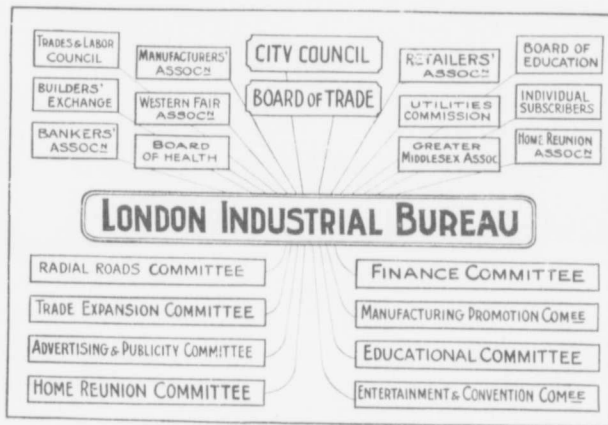 TRADES & LABOR
COUNCIL
MANUFACTURERS'
ASSOCN
CITY COUNCIL
RETAILERS'
ASSOCN
BOARD OF
EDUCATION
BUILDERS'
EXCHANGE
WESTERN FAIR
ASSOCN
BOARD OF TRADE
UTILITIES
COMMISSION
INDIVIDUAL
SUBSCRIBERS
BANKERS'
ASSOCN
BOARD
OF HEALTH
GREATER
MIDDLESEX ASSOC
HOME REUNION
ASSOCN
LONDON INDUSTRIAL BUREAU
RADIAL ROADS COMMITTEE
FINANCE COMMITTEE
TRADE EXPANSION COMMITTEE
MANUFACTURING PROMOTION COMEE
ADVERTISING & PUBLICITY COMMITTEE
EDUCATIONAL COMMITTEE
HOME REUNION COMMITTEE
ENTERTAINMENT & CONVENTION COMEE